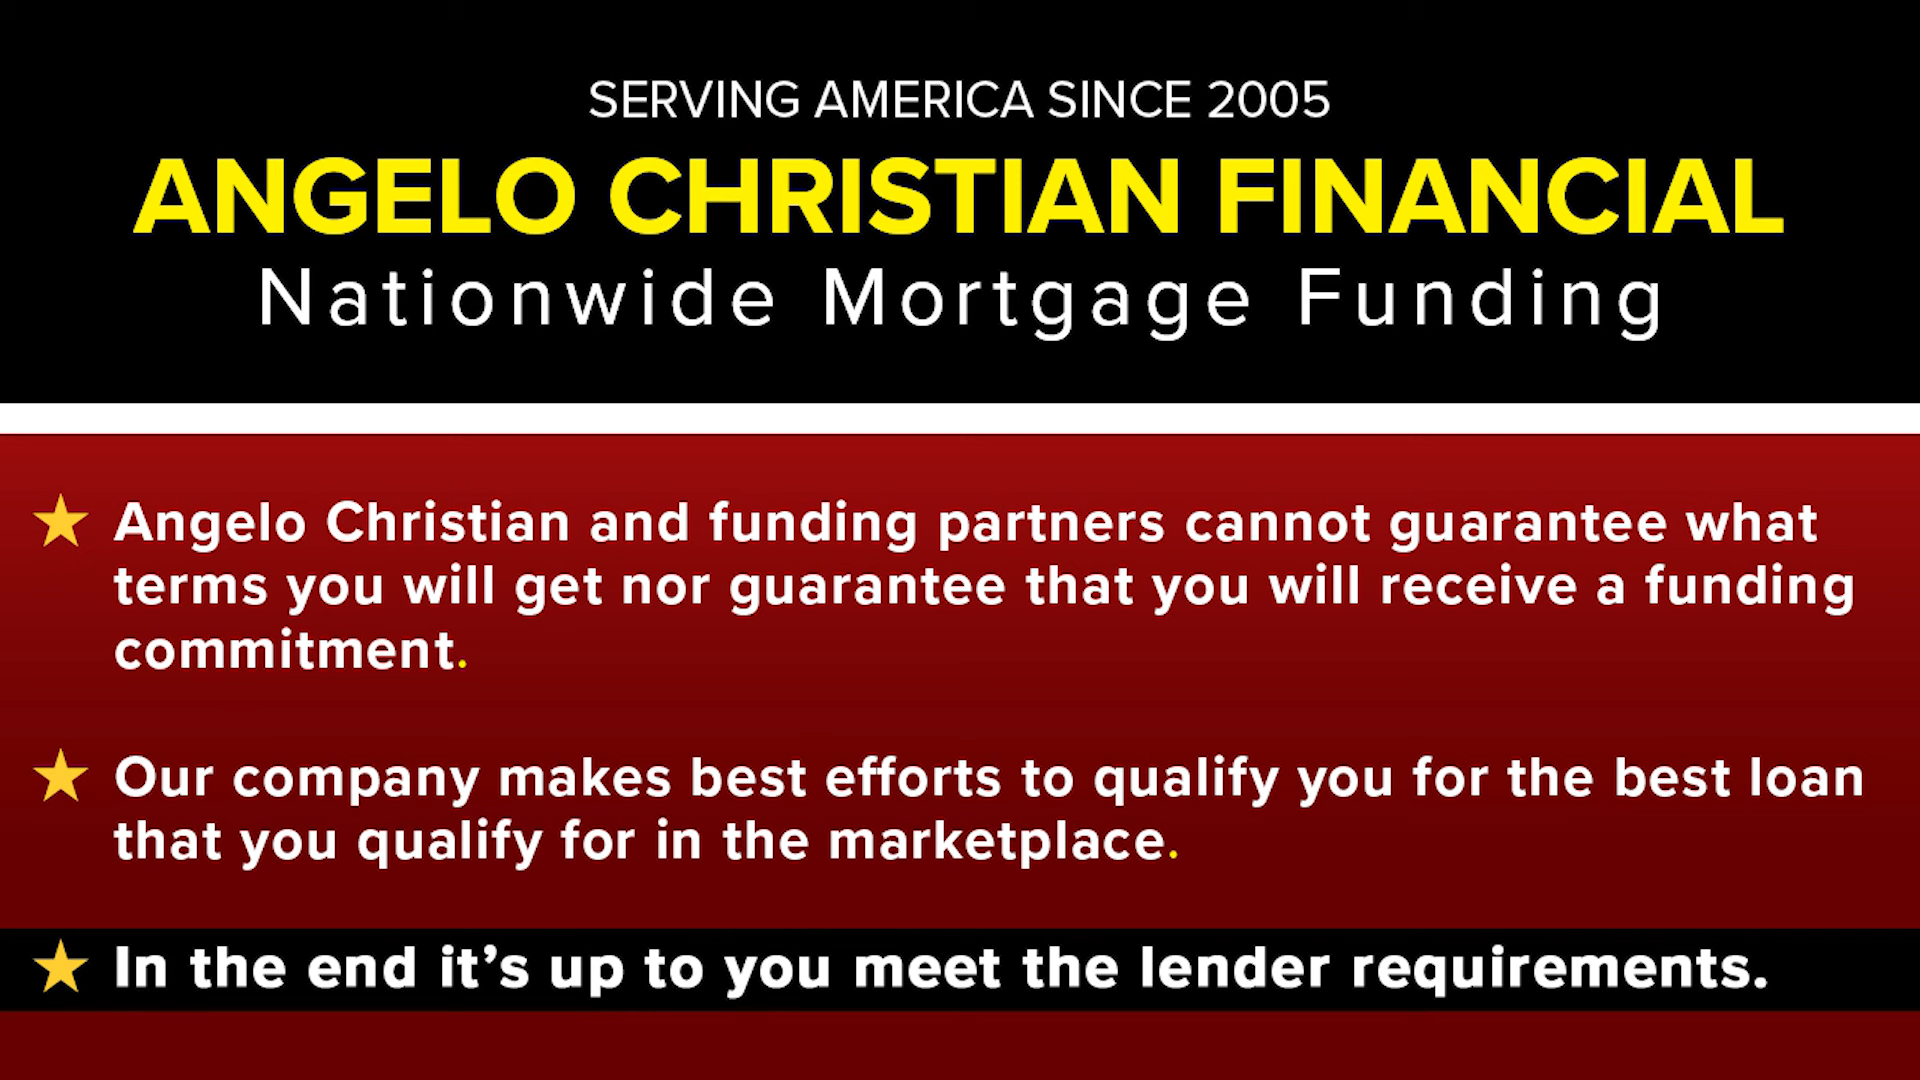 SERVING AMERICA SINCE 2005
ANGELO CHRISTIAN FINANCIAL
Nationwide Mortgage Funding
Angelo Christian and funding partners cannot guarantee what
terms you will get nor guarantee that you will receive a funding
commitment.
Our company makes best efforts to qualify you for the best loan
that you qualify for in the marketplace.
In the end it’s up to you meet the lender requirements.